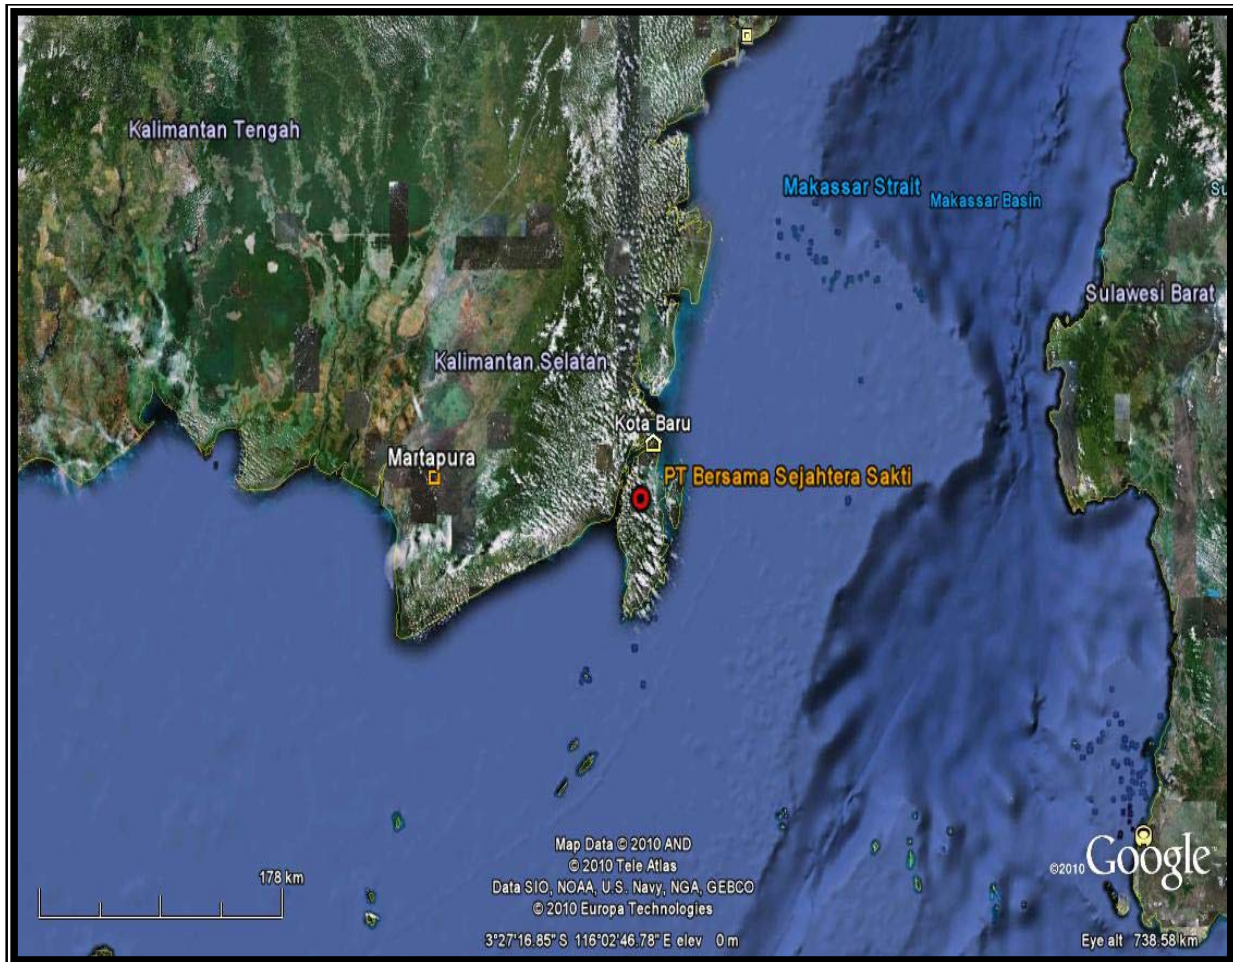 Kalimantan Tengah
Makassar Strait
Makassar Basin
Su
Sulawesi Barat
Kalimantan Selatan
Kota Baru
Martapura
PT Bersama Sejahtera Sakti
Map Data © 2010 AND
© 2010 Tele Atlas
Data SIO, NOAA, U.S. Navy, NGA, GEBCO
© 2010 Europa Technologies
©2010 Google™
178 km
3°27'16.85" S 116°02'46.78" E elev 0 m
Eye alt 738.58 km